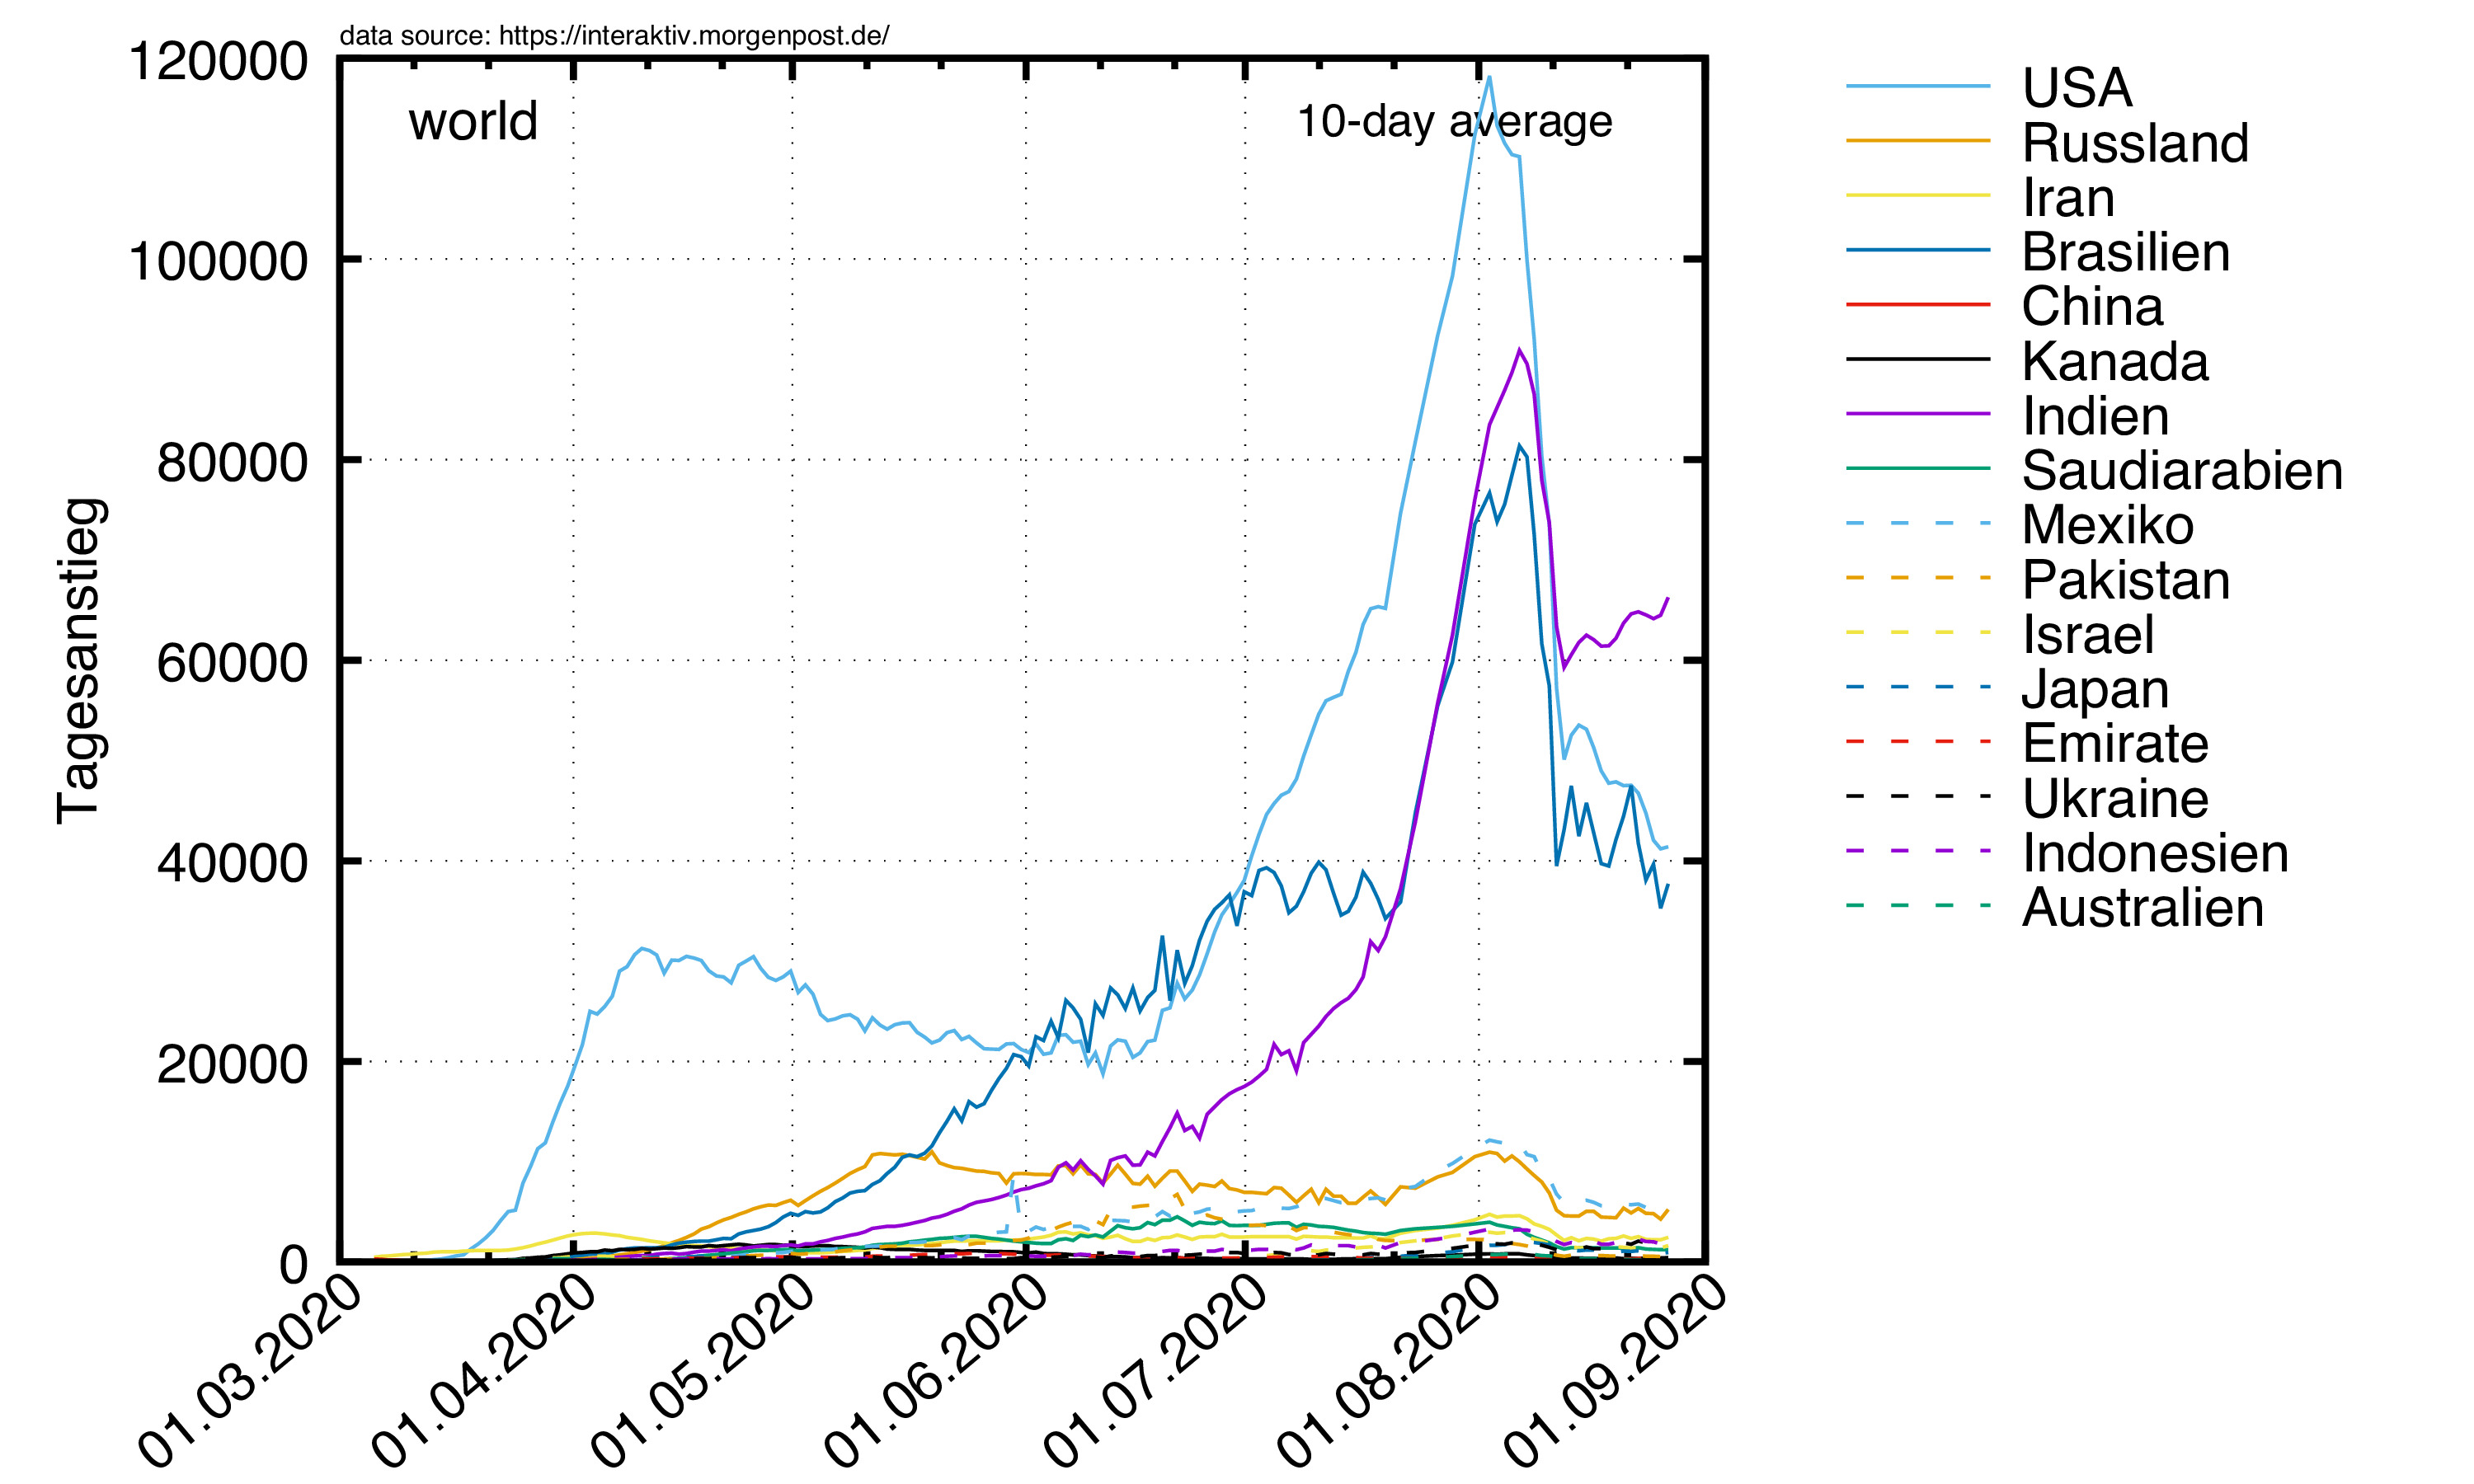 data source: https://interaktiv.morgenpost.de/
world
10-day average
Tagesanstieg
120000
100000
80000
60000
40000
20000
0
01.03.2020
01.04.2020
01.05.2020
01.06.2020
01.07.2020
01.08.2020
01.09.2020
USA
Russland
Iran
Brasilien
China
Kanada
Indien
Saudiarabien
Mexiko
Pakistan
Israel
Japan
Emirate
Ukraine
Indonesien
Australien